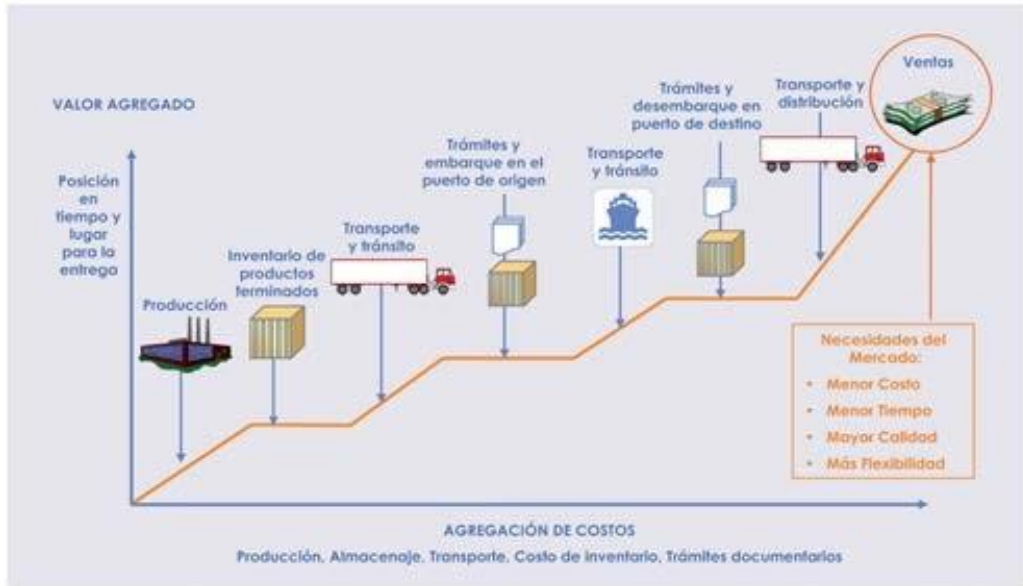 VALOR AGREGADO
Posición
en
tiempo y
lugar
para la
entrega
Producción
Inventario de
productos
terminados
Transporte
y tránsito
Trámites y
embarque en el
puerto de origen
Transporte
y tránsito
Trámites y
desembarque en
puerto de destino
Transporte y
distribución
Ventas
Necesidades del
Mercado:
• Menor Costo
• Menor Tiempo
• Mayor Calidad
• Más Flexibilidad
AGREGACIÓN DE COSTOS
Producción, Almacenaje, Transporte, Costo de inventario, Trámites documentarios